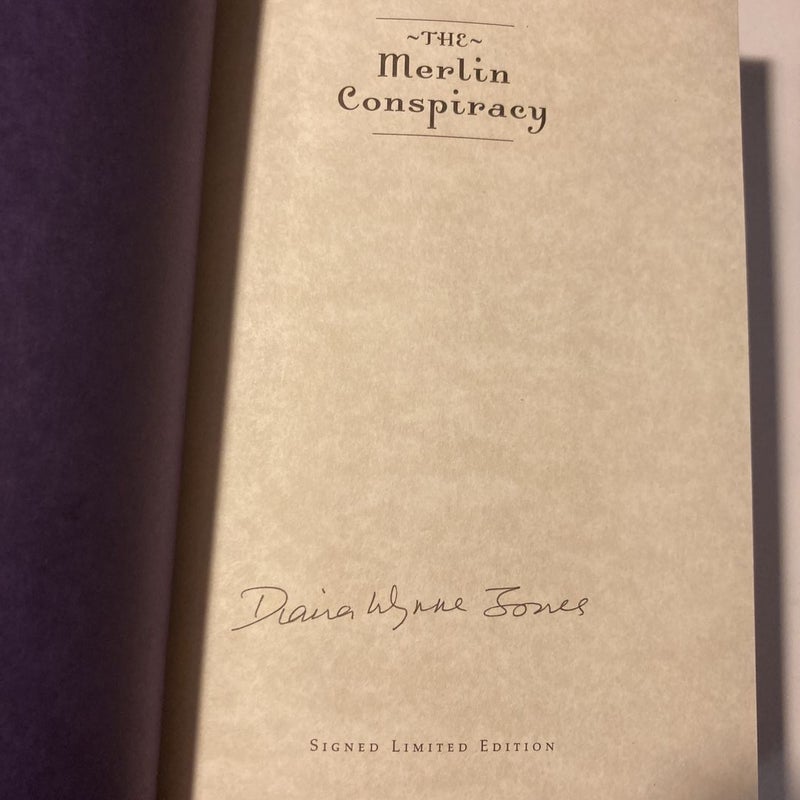 ~THE~
Merlin
Conspiracy
Diana Wynne Jones
SIGNED LIMITED EDITION